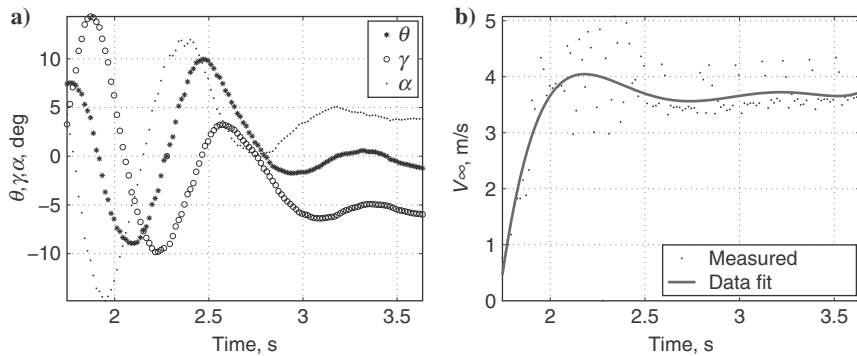 a)
θ
γ
α
10
5
0
−5
−10
θ,γ,α, deg
2
2.5
3
3.5
Time, s
b)
5
4
3
2
1
0
V∞, m/s
Measured
Data fit
2
2.5
3
3.5
Time, s